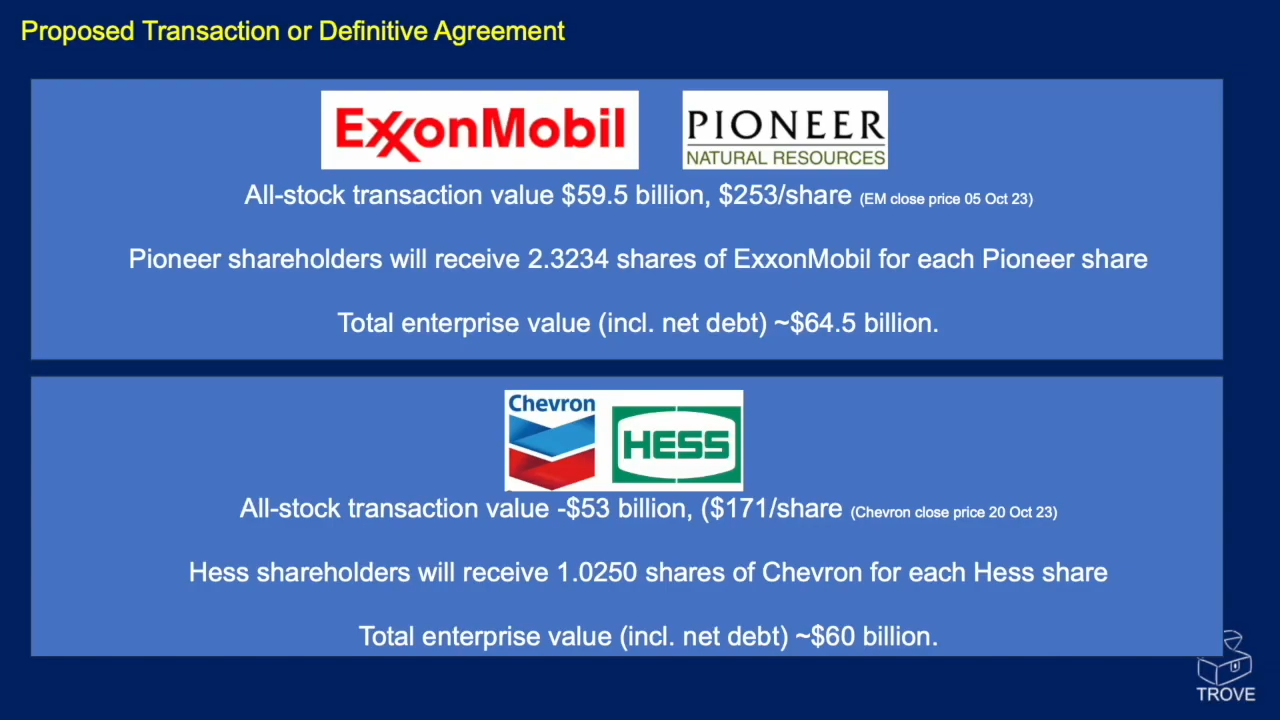 Proposed Transaction or Definitive Agreement
ExxonMobil
PIONEER
NATURAL RESOURCES
All-stock transaction value $59.5 billion, $253/share (EM close price 05 Oct 23)
Pioneer shareholders will receive 2.3234 shares of ExxonMobil for each Pioneer share
Total enterprise value (incl. net debt) ~$64.5 billion.
Chevron
HESS
All-stock transaction value -$53 billion, ($171/share (Chevron close price 20 Oct 23)
Hess shareholders will receive 1.0250 shares of Chevron for each Hess share
Total enterprise value (incl. net debt) ~$60 billion.
TROVE